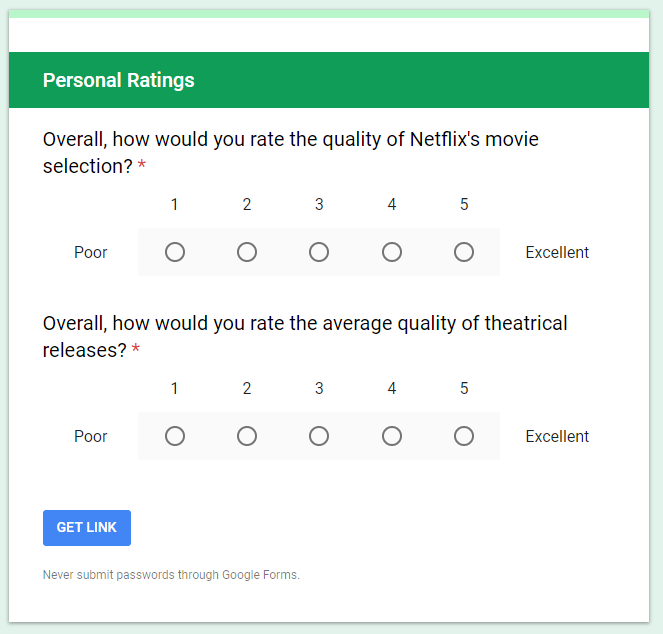 Personal Ratings
Overall, how would you rate the quality of Netflix's movie
selection? *
1 2 3 4 5
Poor Excellent
Overall, how would you rate the average quality of theatrical
releases? *
1 2 3 4 5
Poor Excellent
GET LINK
Never submit passwords through Google Forms.